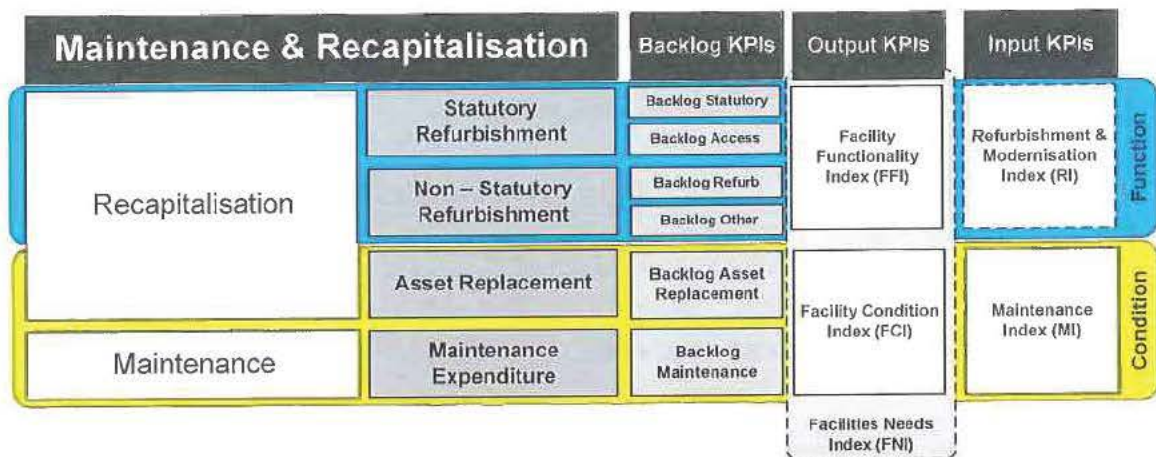 Maintenance & Recapitalisation
Backlog KPIs
Output KPIs
Input KPIs
Recapitalisation
Statutory
Refurbishment
Backlog Statutory
Backlog Access
Non – Statutory
Refurbishment
Backlog Refurb
Backlog Other
Facility
Functionality
Index (FFI)
Refurbishment &
Modernisation
Index (RI)
Function
Asset Replacement
Backlog Asset
Replacement
Maintenance
Maintenance
Expenditure
Backlog
Maintenance
Facility Condition
Index (FCI)
Maintenance
Index (MI)
Condition
Facilities Needs
Index (FNI)